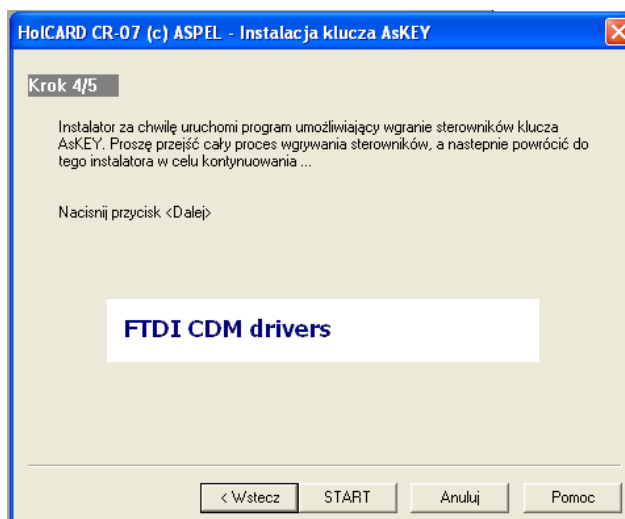 HolCARD CR-07 (c) ASPEL - Instalacja klucza AsKEY
Krok 4/5
Instalator za chwilę uruchomi program umożliwiający wgranie sterowników klucza
AsKEY. Proszę przejść cały proces wgrywania sterowników, a nastepnie powrócić do
tego instalatora w celu kontynuowania ...
Nacisnij przycisk <Dalej>
FTDI CDM drivers
< Wstecz
START
Anuluj
Pomoc